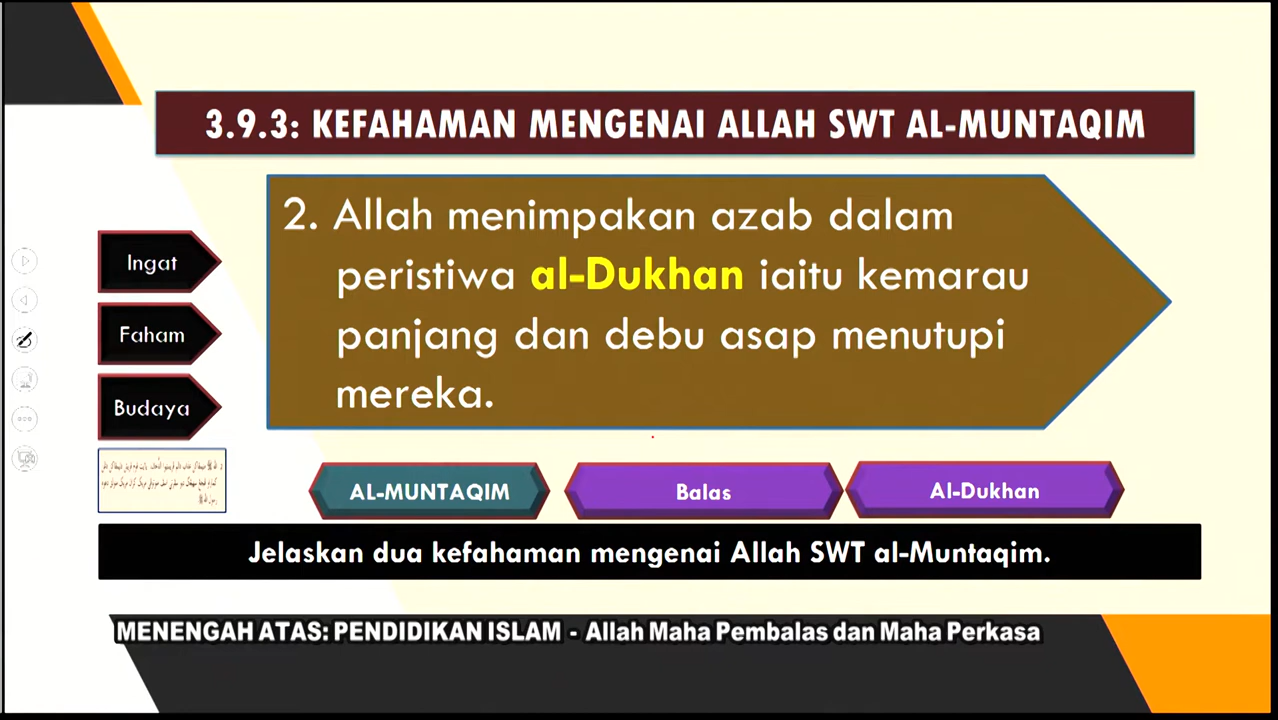 3.9.3: KEFAHAMAN MENGENAI ALLAH SWT AL-MUNTAQIM
2. Allah menimpakan azab dalam
peristiwa al-Dukhan iaitu kemarau
panjang dan debu asap menutupi
mereka.
Ingat
Faham
Budaya
AL-MUNTAQIM
Balas
Al-Dukhan
Jelaskan dua kefahaman mengenai Allah SWT al-Muntaqim.
MENENGAH ATAS: PENDIDIKAN ISLAM - Allah Maha Pembalas dan Maha Perkasa